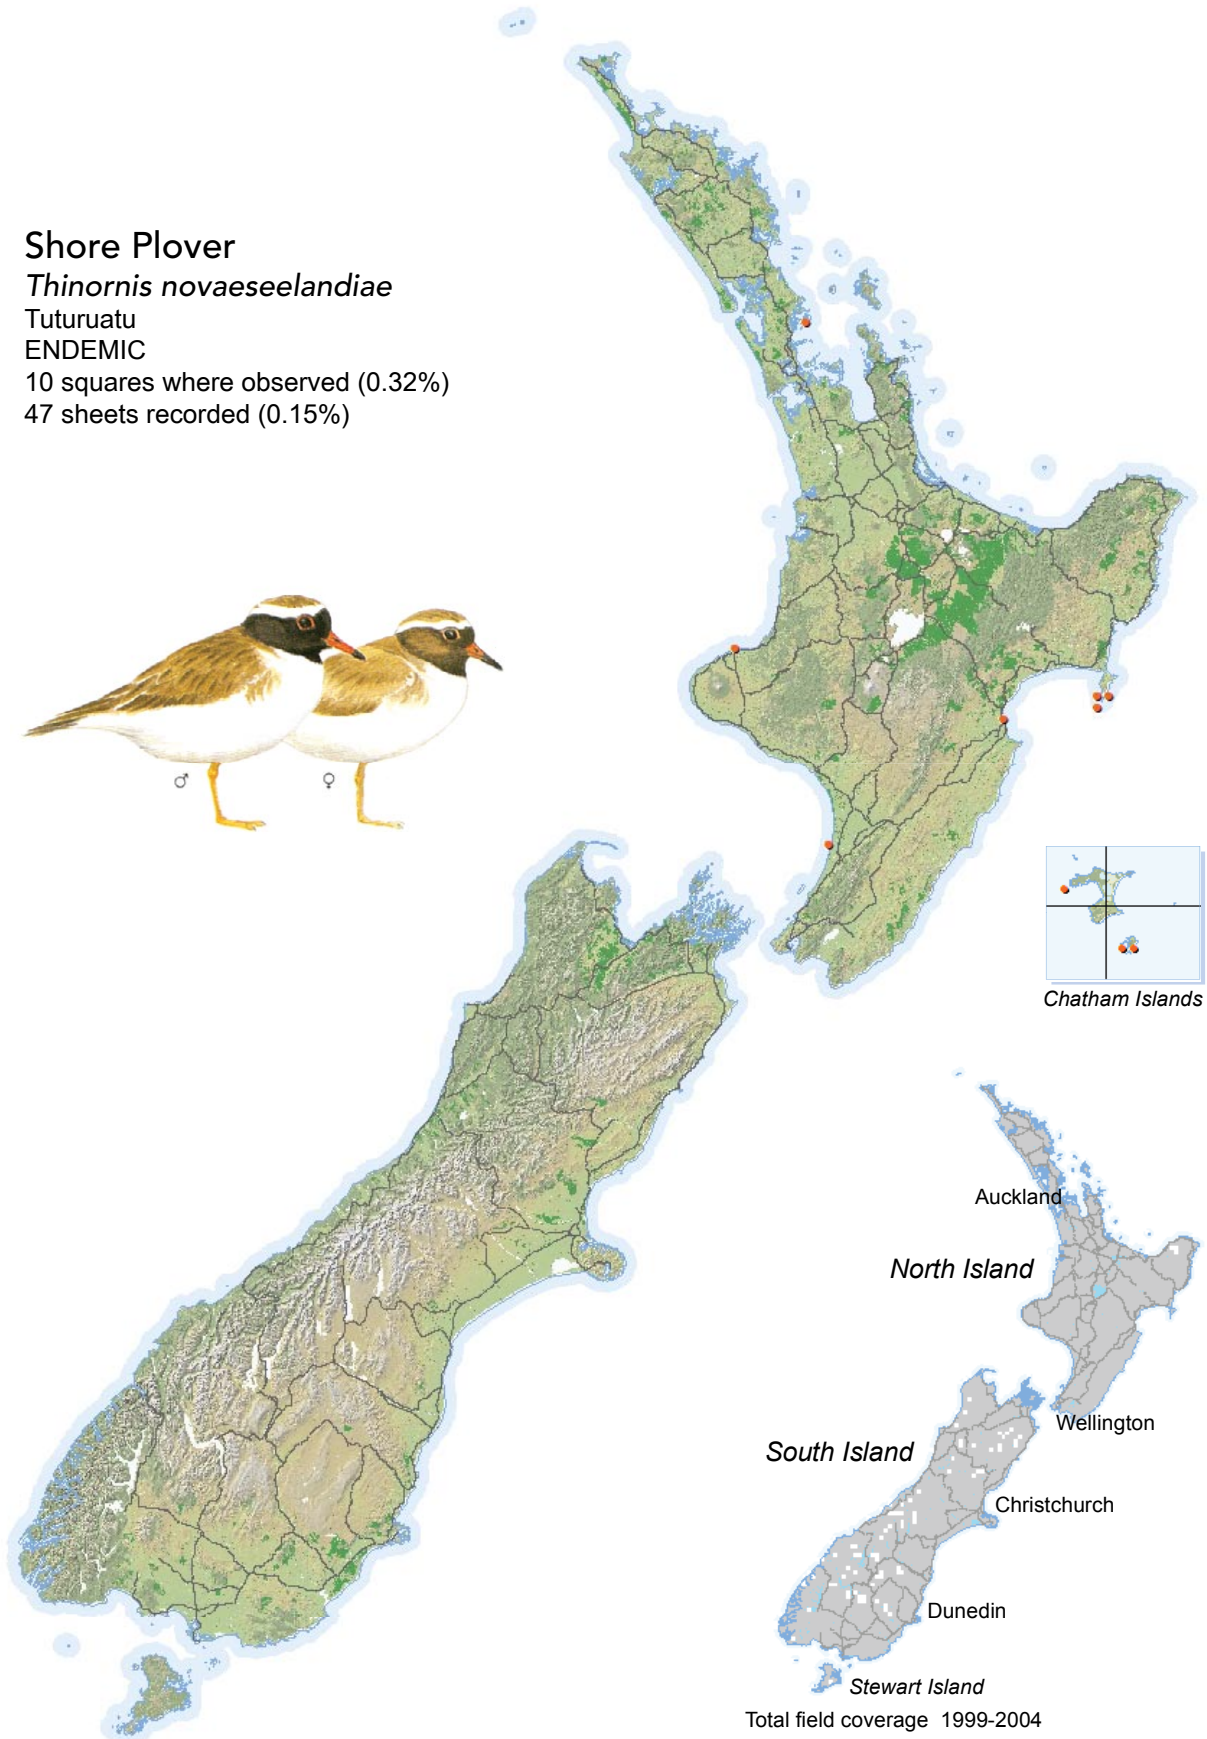 Shore Plover
Thinornis novaeseelandiae
Tuturuatu
ENDEMIC
10 squares where observed (0.32%)
47 sheets recorded (0.15%)
♂
♀
Chatham Islands
Auckland
North Island
Wellington
South Island
Christchurch
Dunedin
Stewart Island
Total field coverage 1999-2004